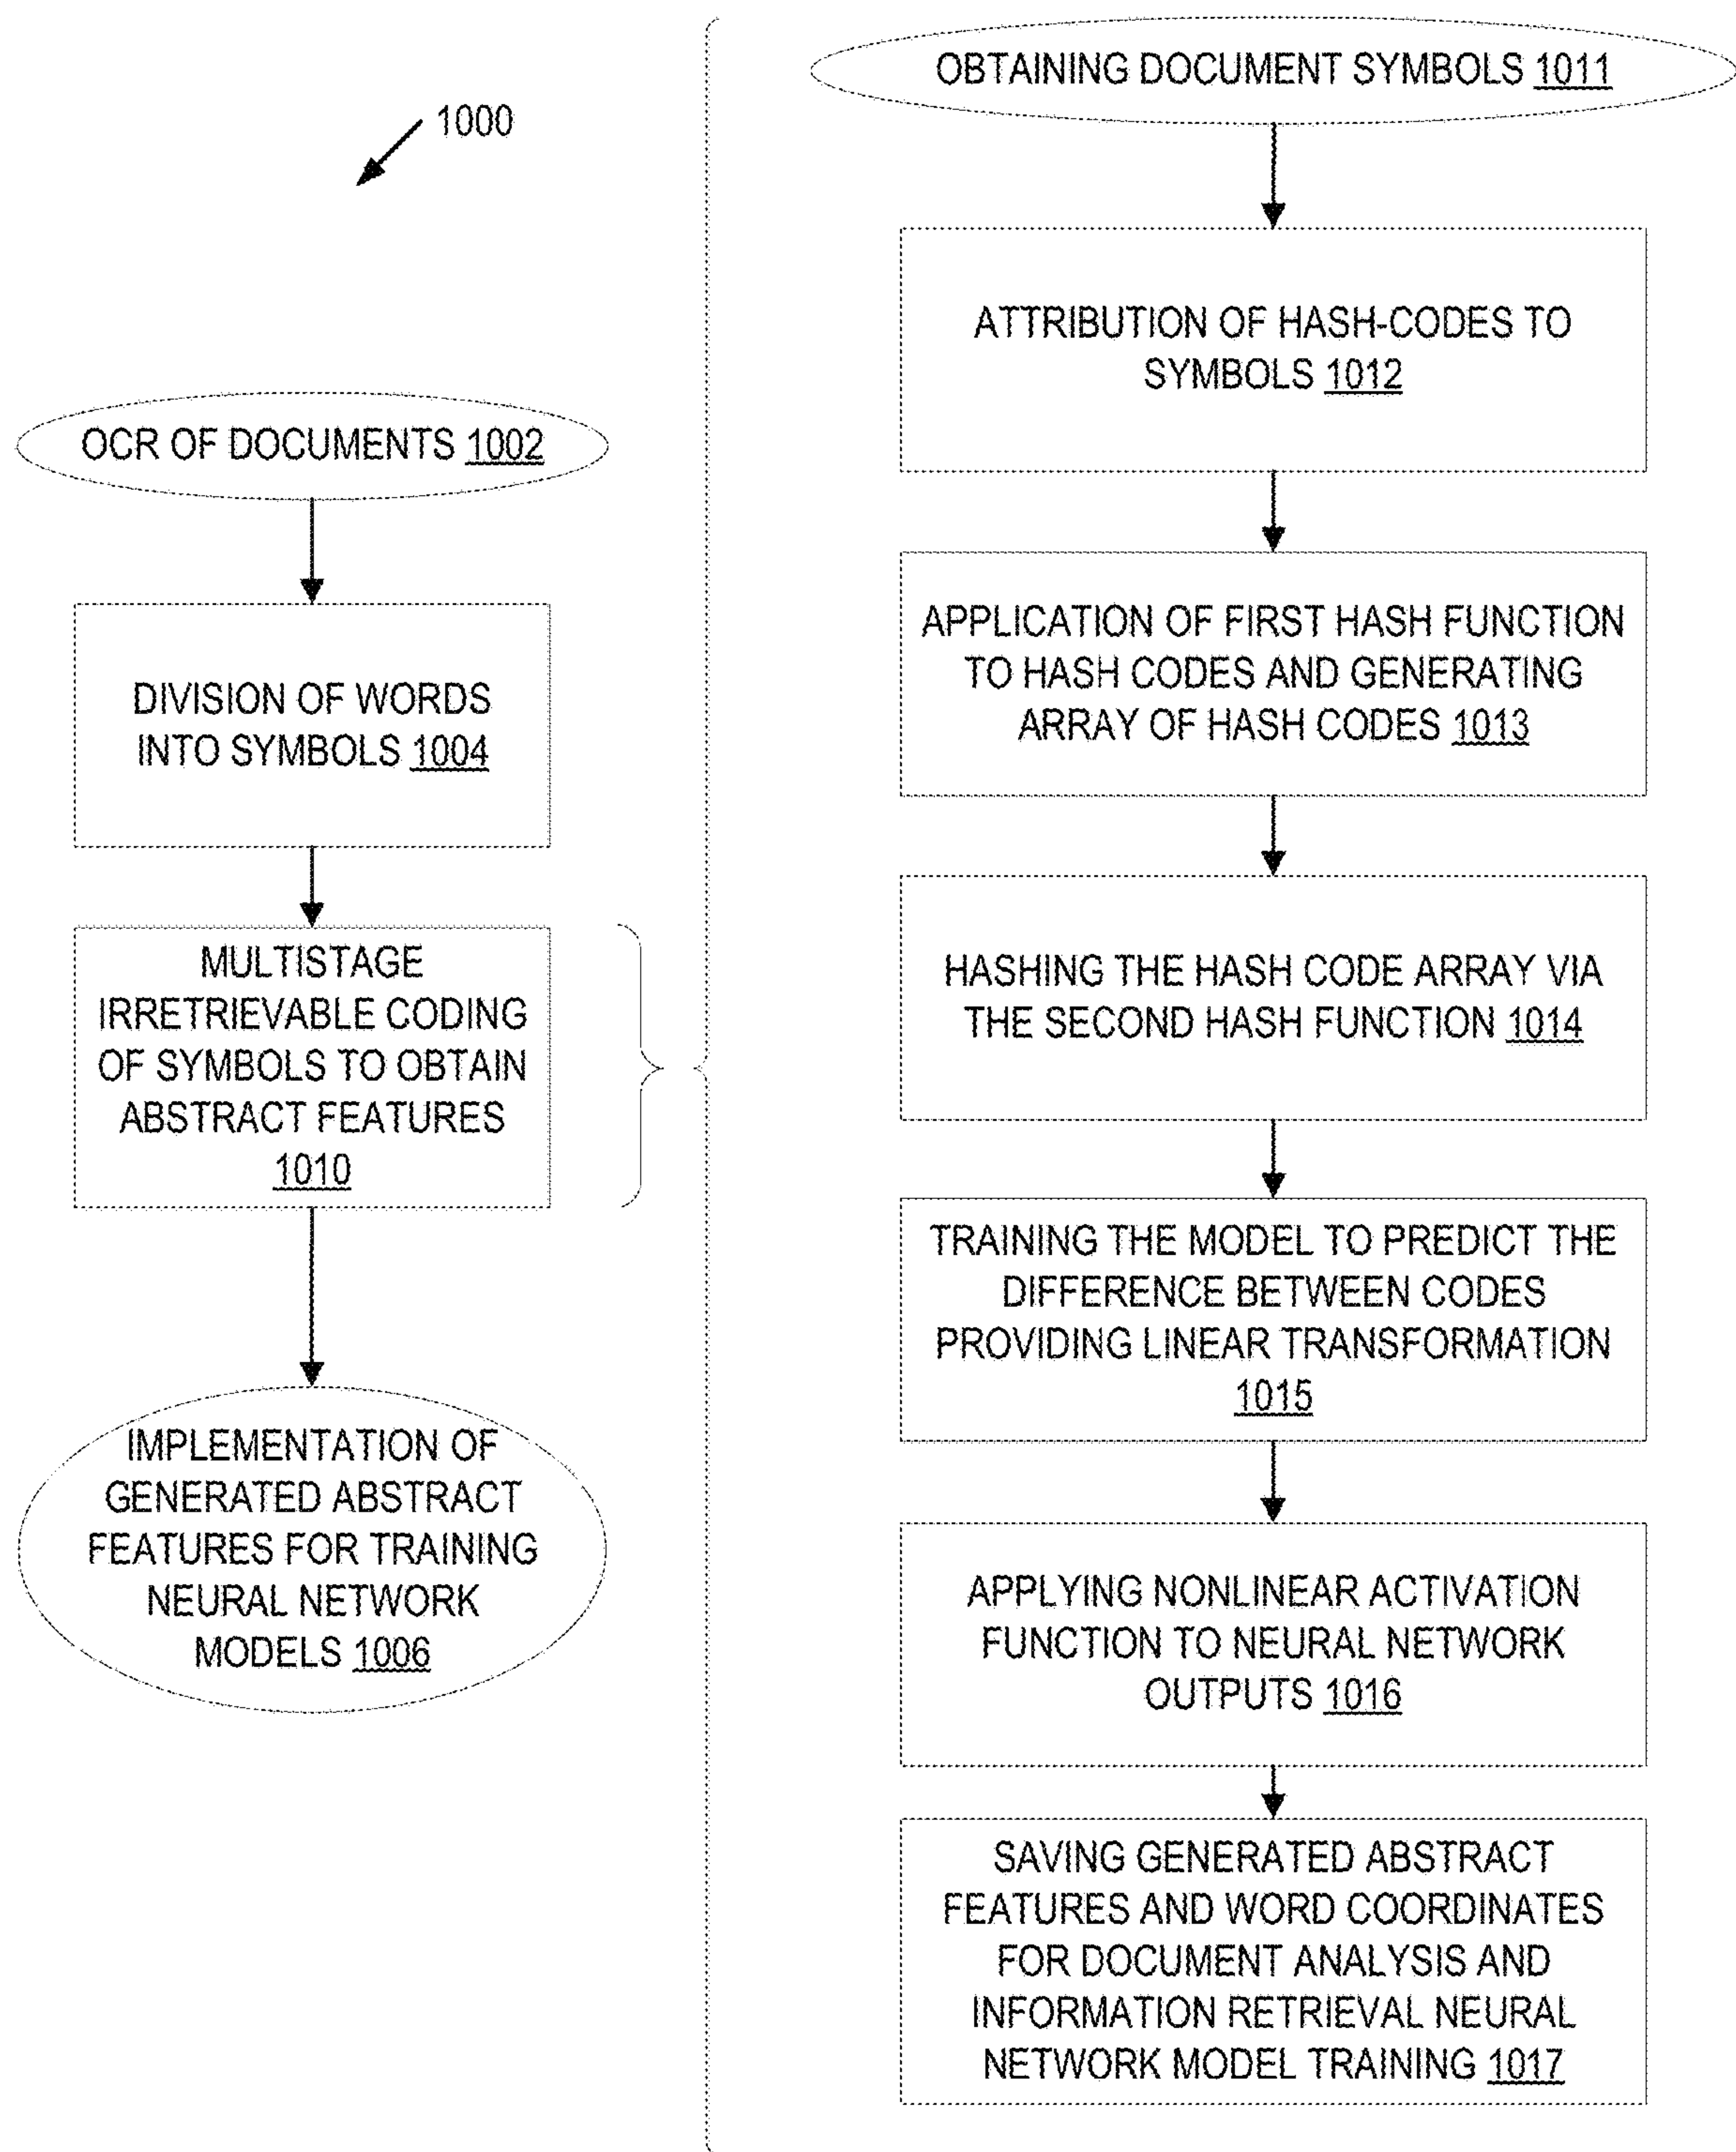 1000
OCR OF DOCUMENTS 1002
DIVISION OF WORDS
INTO SYMBOLS 1004
MULTISTAGE
IRRETRIEVABLE CODING
OF SYMBOLS TO OBTAIN
ABSTRACT FEATURES
1010
IMPLEMENTATION OF
GENERATED ABSTRACT
FEATURES FOR TRAINING
NEURAL NETWORK
MODELS 1006
OBTAINING DOCUMENT SYMBOLS 1011
ATTRIBUTION OF HASH-CODES TO
SYMBOLS 1012
APPLICATION OF FIRST HASH FUNCTION
TO HASH CODES AND GENERATING
ARRAY OF HASH CODES 1013
HASHING THE HASH CODE ARRAY VIA
THE SECOND HASH FUNCTION 1014
TRAINING THE MODEL TO PREDICT THE
DIFFERENCE BETWEEN CODES
PROVIDING LINEAR TRANSFORMATION
1015
APPLYING NONLINEAR ACTIVATION
FUNCTION TO NEURAL NETWORK
OUTPUTS 1016
SAVING GENERATED ABSTRACT
FEATURES AND WORD COORDINATES
FOR DOCUMENT ANALYSIS AND
INFORMATION RETRIEVAL NEURAL
NETWORK MODEL TRAINING 1017